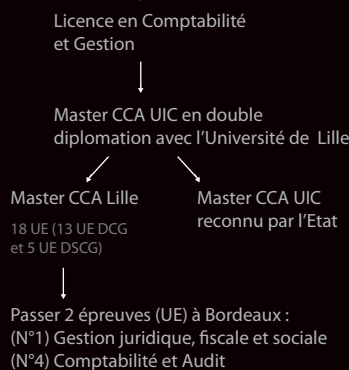 Licence en Comptabilité
et Gestion
Master CCA UIC en double
diplomation avec l'Université de Lille
Master CCA Lille
18 UE (13 UE DCG
et 5 UE DSCG)
Master CCA UIC
reconnu par l'Etat
Passer 2 épreuves (UE) à Bordeaux :
(N°1) Gestion juridique, fiscale et sociale
(N°4) Comptabilité et Audit